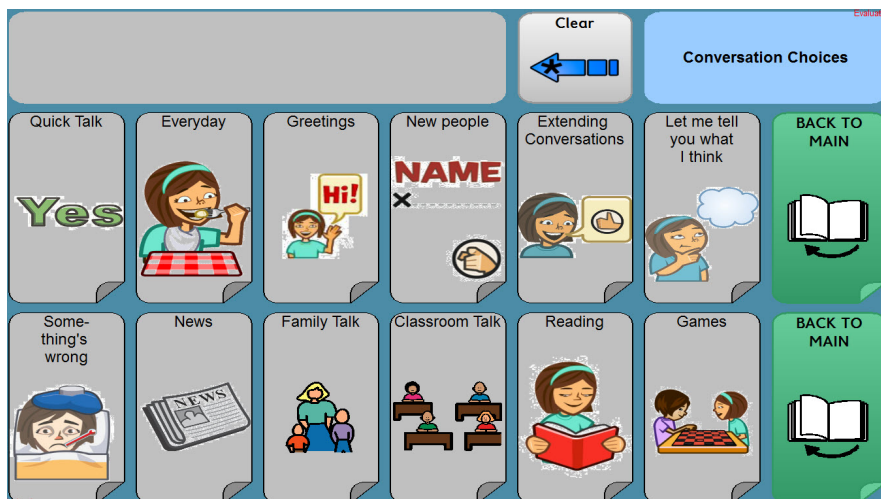 Evaluat
Clear
Conversation Choices
Quick Talk
Everyday
Greetings
New people
Extending
Conversations
Let me tell
you what
I think
BACK TO
MAIN
Yes
Hi!
NAME
Some-
thing's
wrong
News
Family Talk
Classroom Talk
Reading
Games
BACK TO
MAIN
NEWS